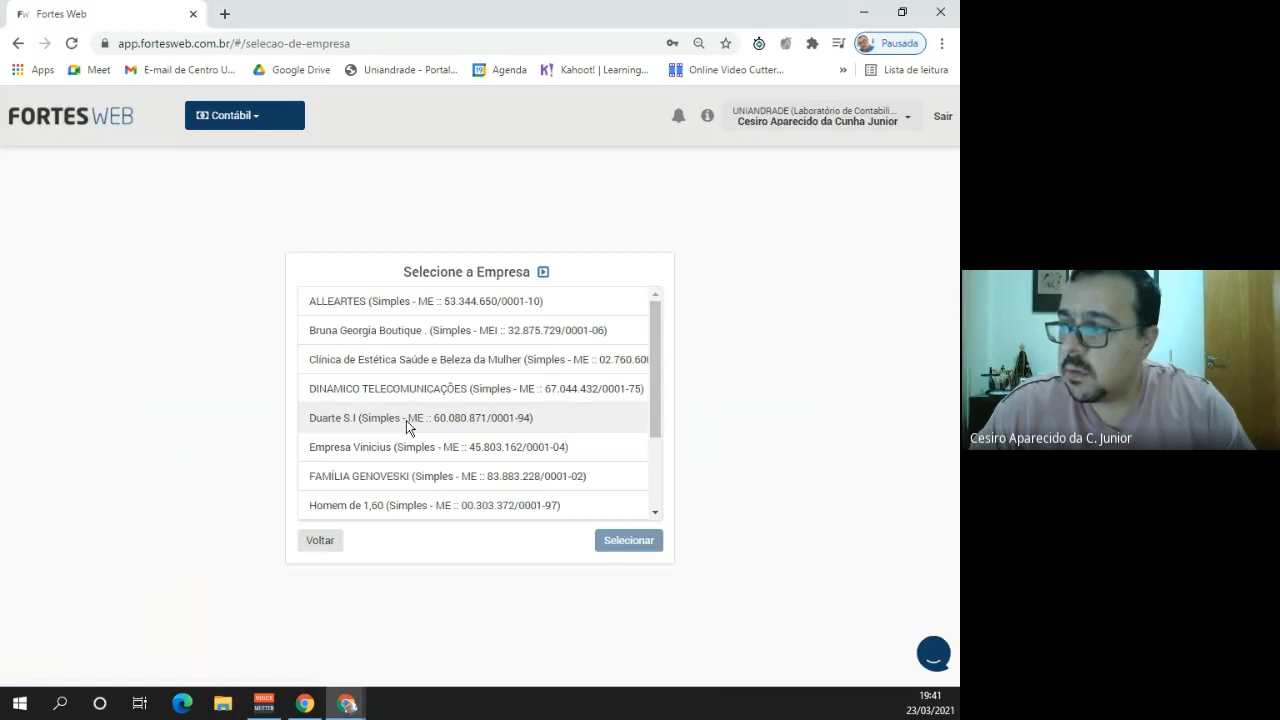 Fw Fortes Web
app.fortesweb.com.br/#/selecao-de-empresa
Pausada
Apps Meet E-mail de Centro U... Google Drive Uniandrade - Portal... Agenda Kahoot! | Learning... Online Video Cutter... » Lista de leitura
FORTES WEB
Contábil
UNIANDRADE (Laboratório de Contabili...
Cesiro Aparecido da Cunha Junior
Sair
Selecione a Empresa
ALLEARTES (Simples - ME :: 53.344.650/0001-10)
Bruna Georgia Boutique . (Simples - MEI :: 32.875.729/0001-06)
Clínica de Estética Saúde e Beleza da Mulher (Simples - ME :: 02.760.60
DINAMICO TELECOMUNICAÇÕES (Simples - ME :: 67.044.432/0001-75)
Duarte S.I (Simples - ME :: 60.080.871/0001-94)
Empresa Vinicius (Simples - ME :: 45.803.162/0001-04)
FAMÍLIA GENOVESKI (Simples - ME :: 83.883.228/0001-02)
Homem de 1,60 (Simples - ME :: 00.303.372/0001-97)
Voltar
Selecionar
Cesiro Aparecido da C. Junior
VOICE
MEETER
19:41
23/03/2021